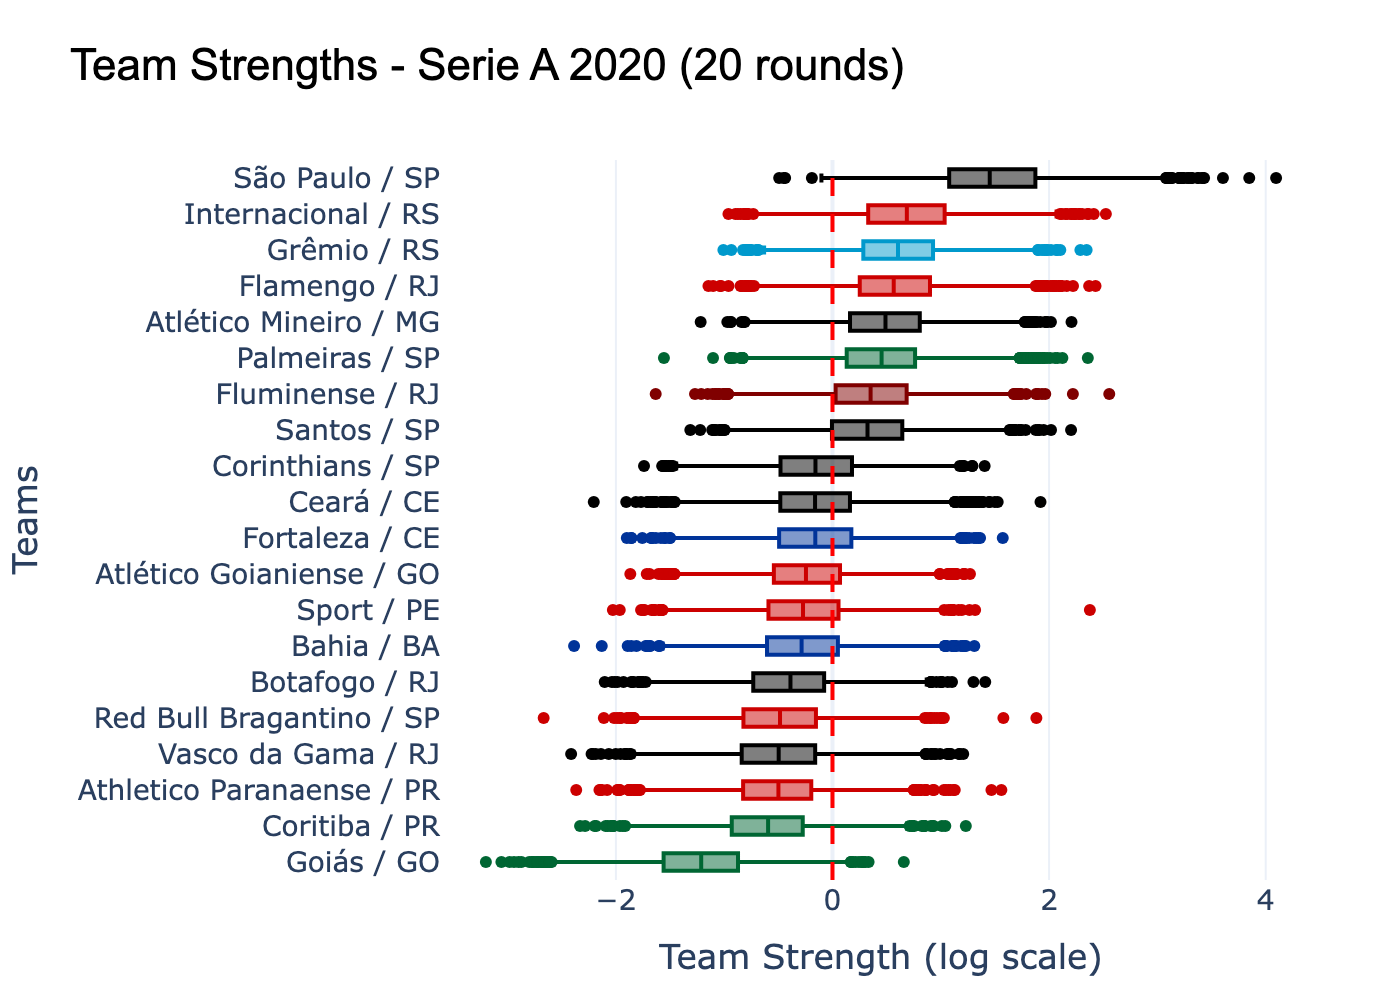 Team Strengths - Serie A 2020 (20 rounds)
São Paulo / SP
Internacional / RS
Grêmio / RS
Flamengo / RJ
Atlético Mineiro / MG
Palmeiras / SP
Fluminense / RJ
Santos / SP
Corinthians / SP
Ceará / CE
Fortaleza / CE
Atlético Goianiense / GO
Sport / PE
Bahia / BA
Botafogo / RJ
Red Bull Bragantino / SP
Vasco da Gama / RJ
Athletico Paranaense / PR
Coritiba / PR
Goiás / GO
Teams
−2 0 2 4
Team Strength (log scale)